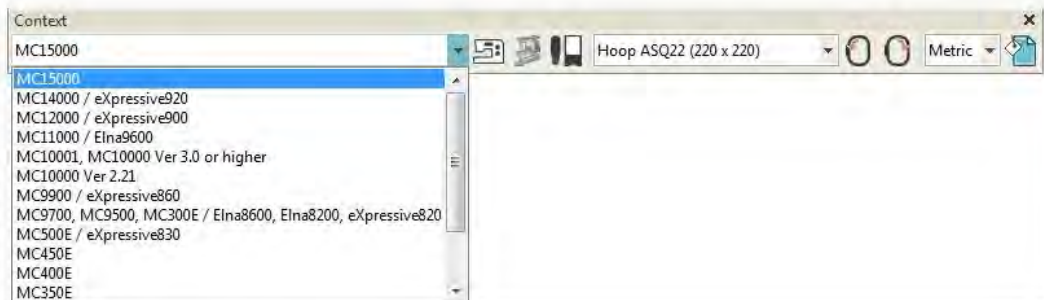 Context
MC15000
Hoop ASQ22 (220 x 220)
Metric
MC15000
MC14000 / eXpressive920
MC12000 / eXpressive900
MC11000 / Elna9600
MC10001, MC10000 Ver 3.0 or higher
MC10000 Ver 2.21
MC9900 / eXpressive860
MC9700, MC9500, MC300E / Elna8600, Elna8200, eXpressive820
MC500E / eXpressive830
MC450E
MC400E
MC350E